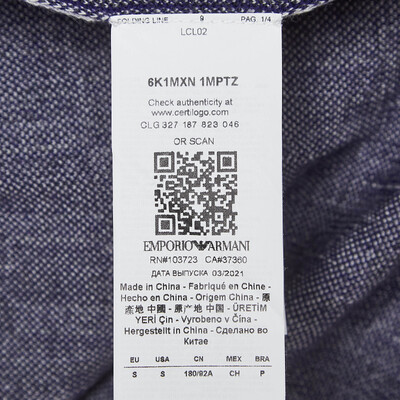 FOLDING LINE 9 PAG. 1/4
LCL02
6K1MXN 1MPTZ
Check authenticity at
www.certilogo.com
CLG 327 187 823 046
OR SCAN
EMPORIO ARMANI
RN#103723 CA#37360
ДАТА ВЫПУСКА 03/2021
Made in China - Fabriqué en Chine -
Hecho en China - Origem China - 原
產地 中國 - 原产地 中国 - ÜRETİM
YERİ Çin - Vyrobeno v Čína -
Hergestellt in China - Сделано во
Китае
EU USA CN MEX BRA
S S 180/92A CH P